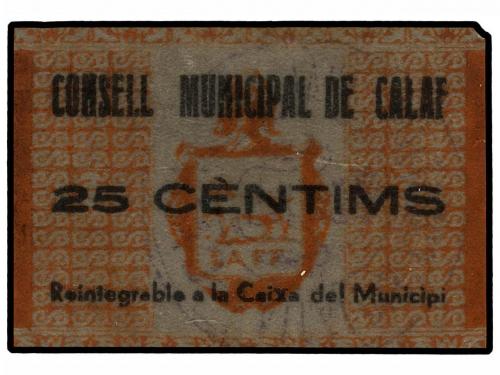 CONSELL MUNICIPAL DE CALAF
25 CÈNTIMS
Reintegrable a la Caixa del Municipi